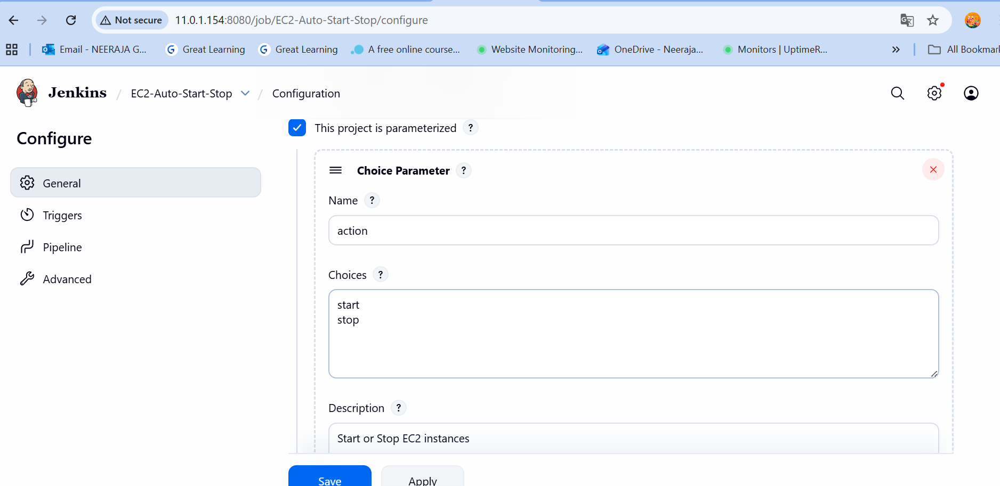 Not secure 11.0.1.154:8080/job/EC2-Auto-Start-Stop/configure
Email - NEERAJA G... Great Learning Great Learning A free online course... Website Monitoring... OneDrive - Neeraja... Monitors | UptimeR... » All Bookmar
Jenkins / EC2-Auto-Start-Stop / Configuration
Configure
General
Triggers
Pipeline
Advanced
This project is parameterized ?
Choice Parameter ?
Name ?
action
Choices ?
start
stop
Description ?
Start or Stop EC2 instances
Save Apply